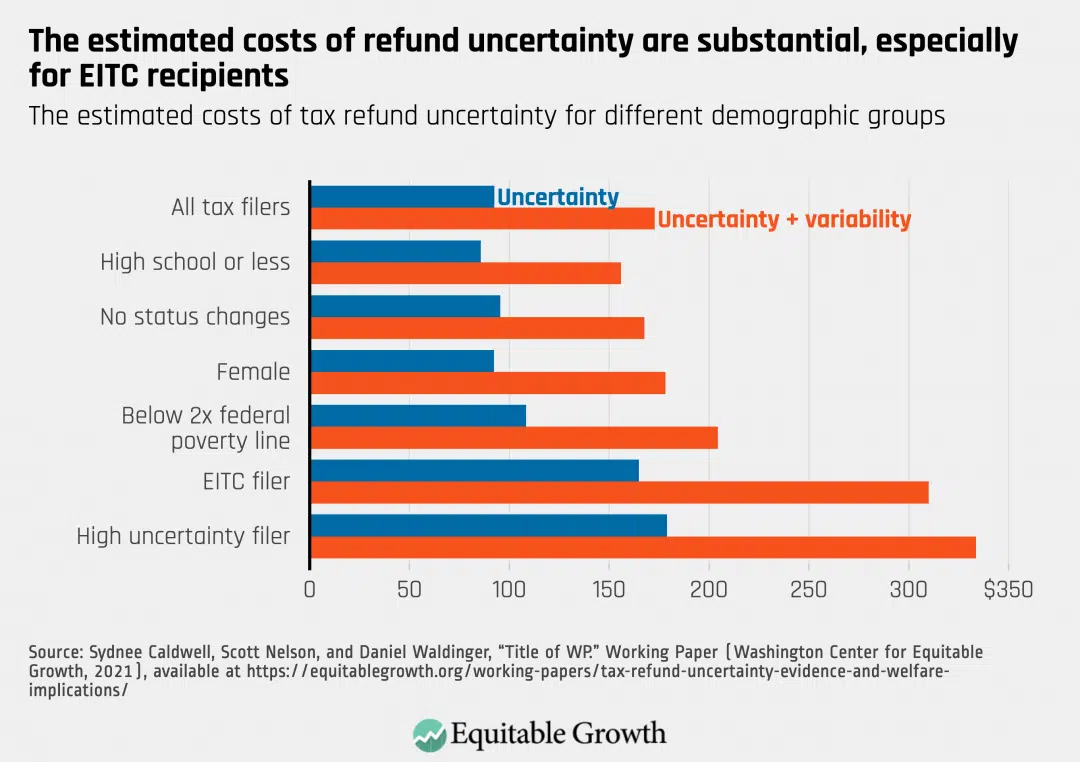 The estimated costs of refund uncertainty are substantial, especially
for EITC recipients
The estimated costs of tax refund uncertainty for different demographic groups
All tax filers
Uncertainty
Uncertainty + variability
High school or less
No status changes
Female
Below 2x federal
poverty line
EITC filer
High uncertainty filer
0 50 100 150 200 250 300 $350
Source: Sydnee Caldwell, Scott Nelson, and Daniel Waldinger, “Title of WP.” Working Paper (Washington Center for Equitable
Growth, 2021), available at https://equitablegrowth.org/working-papers/tax-refund-uncertainty-evidence-and-welfare-
implications/
Equitable Growth